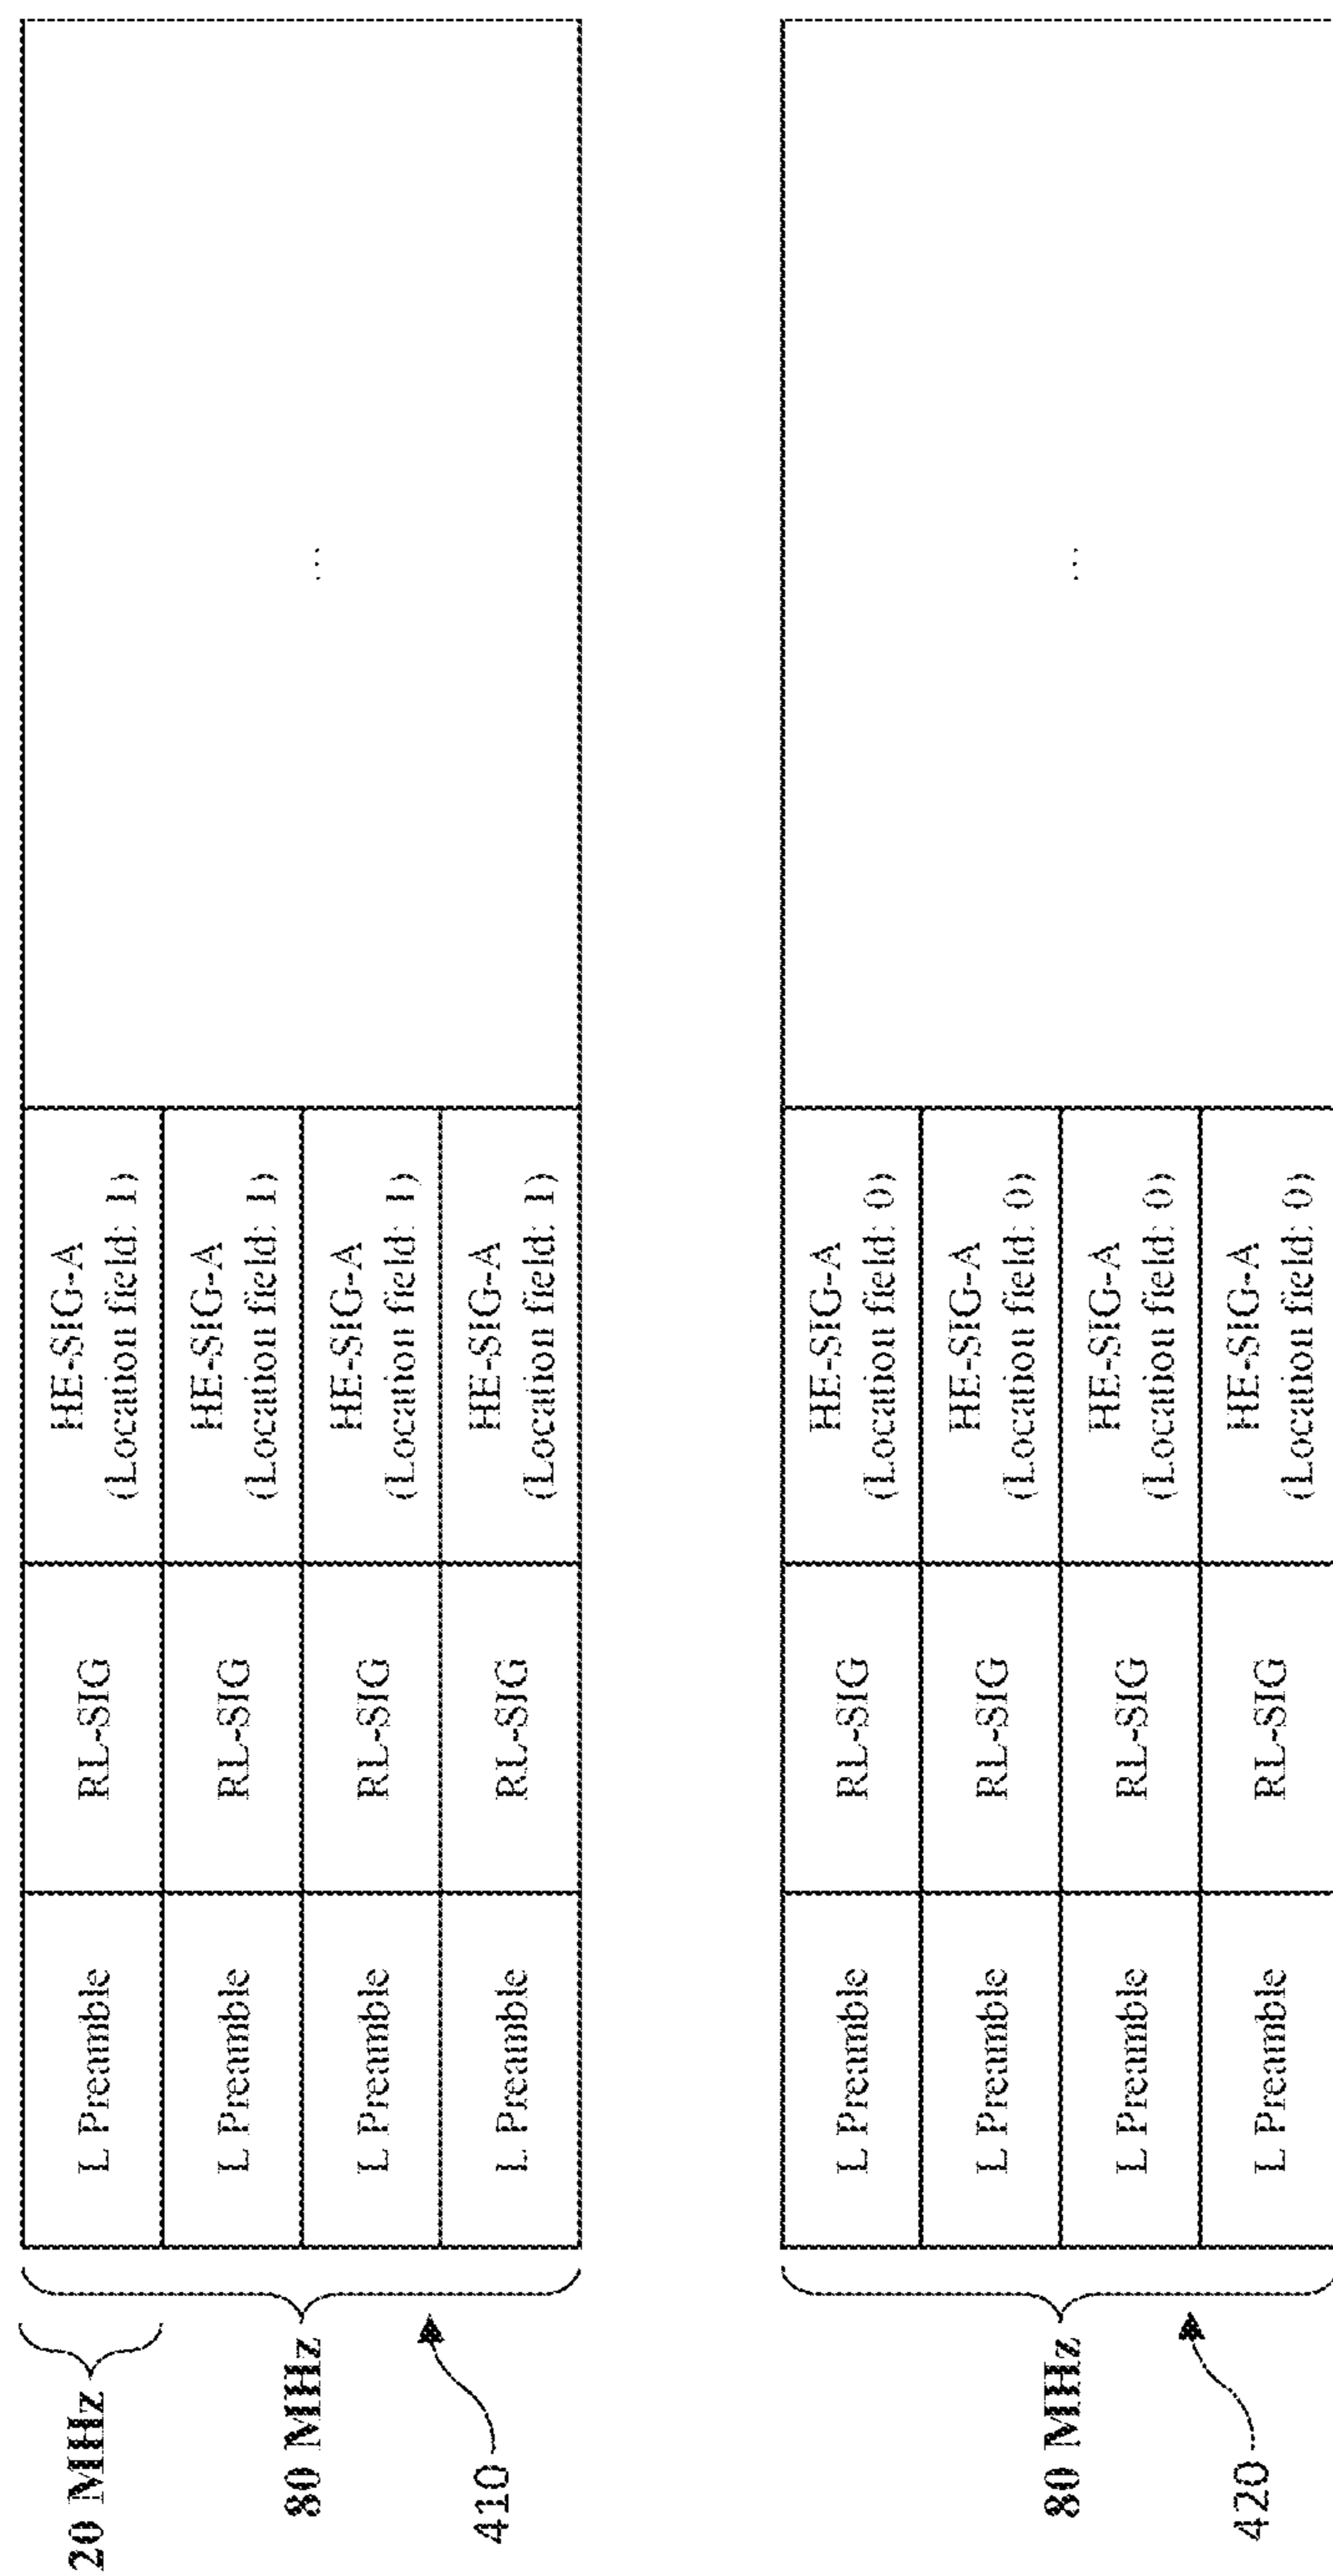 20 MHz
80 MHz
410
L Preamble
RL-SIG
HE-SIG-A
(Location field: 1)
...
L Preamble
RL-SIG
HE-SIG-A
(Location field: 1)
L Preamble
RL-SIG
HE-SIG-A
(Location field: 1)
L Preamble
RL-SIG
HE-SIG-A
(Location field: 1)
80 MHz
420
L Preamble
RL-SIG
HE-SIG-A
(Location field: 0)
...
L Preamble
RL-SIG
HE-SIG-A
(Location field: 0)
L Preamble
RL-SIG
HE-SIG-A
(Location field: 0)
L Preamble
RL-SIG
HE-SIG-A
(Location field: 0)